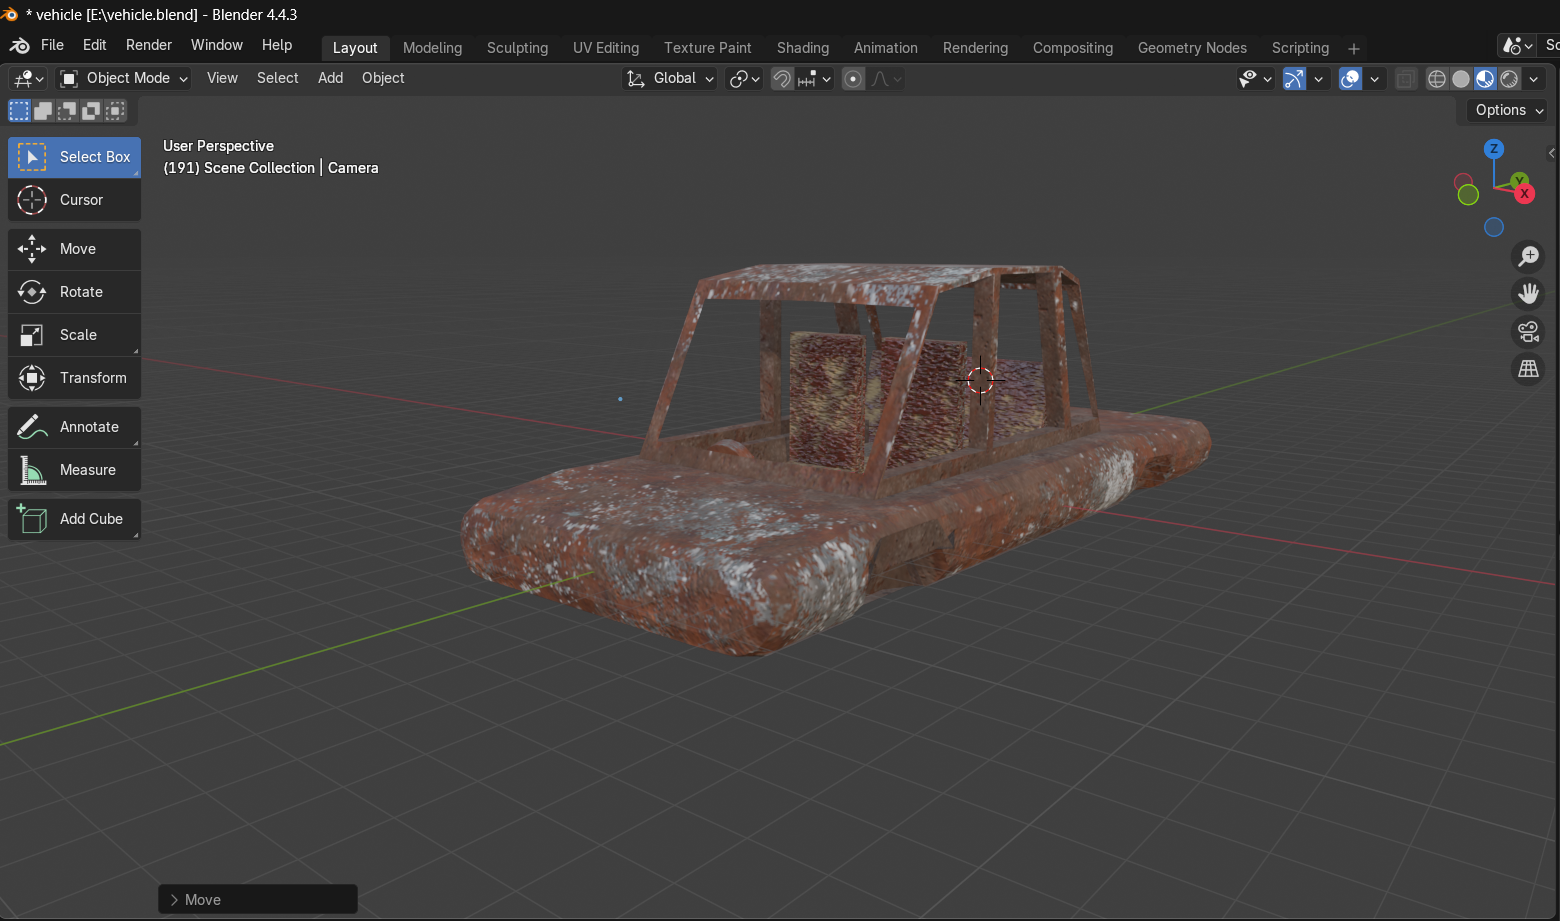 * vehicle [E:\vehicle.blend] - Blender 4.4.3
File Edit Render Window Help Layout Modeling Sculpting UV Editing Texture Paint Shading Animation Rendering Compositing Geometry Nodes Scripting +
Object Mode View Select Add Object Global
Options
User Perspective
(191) Scene Collection | Camera
Select Box
Cursor
Move
Rotate
Scale
Transform
Annotate
Measure
Add Cube
Z
Y
X
Move